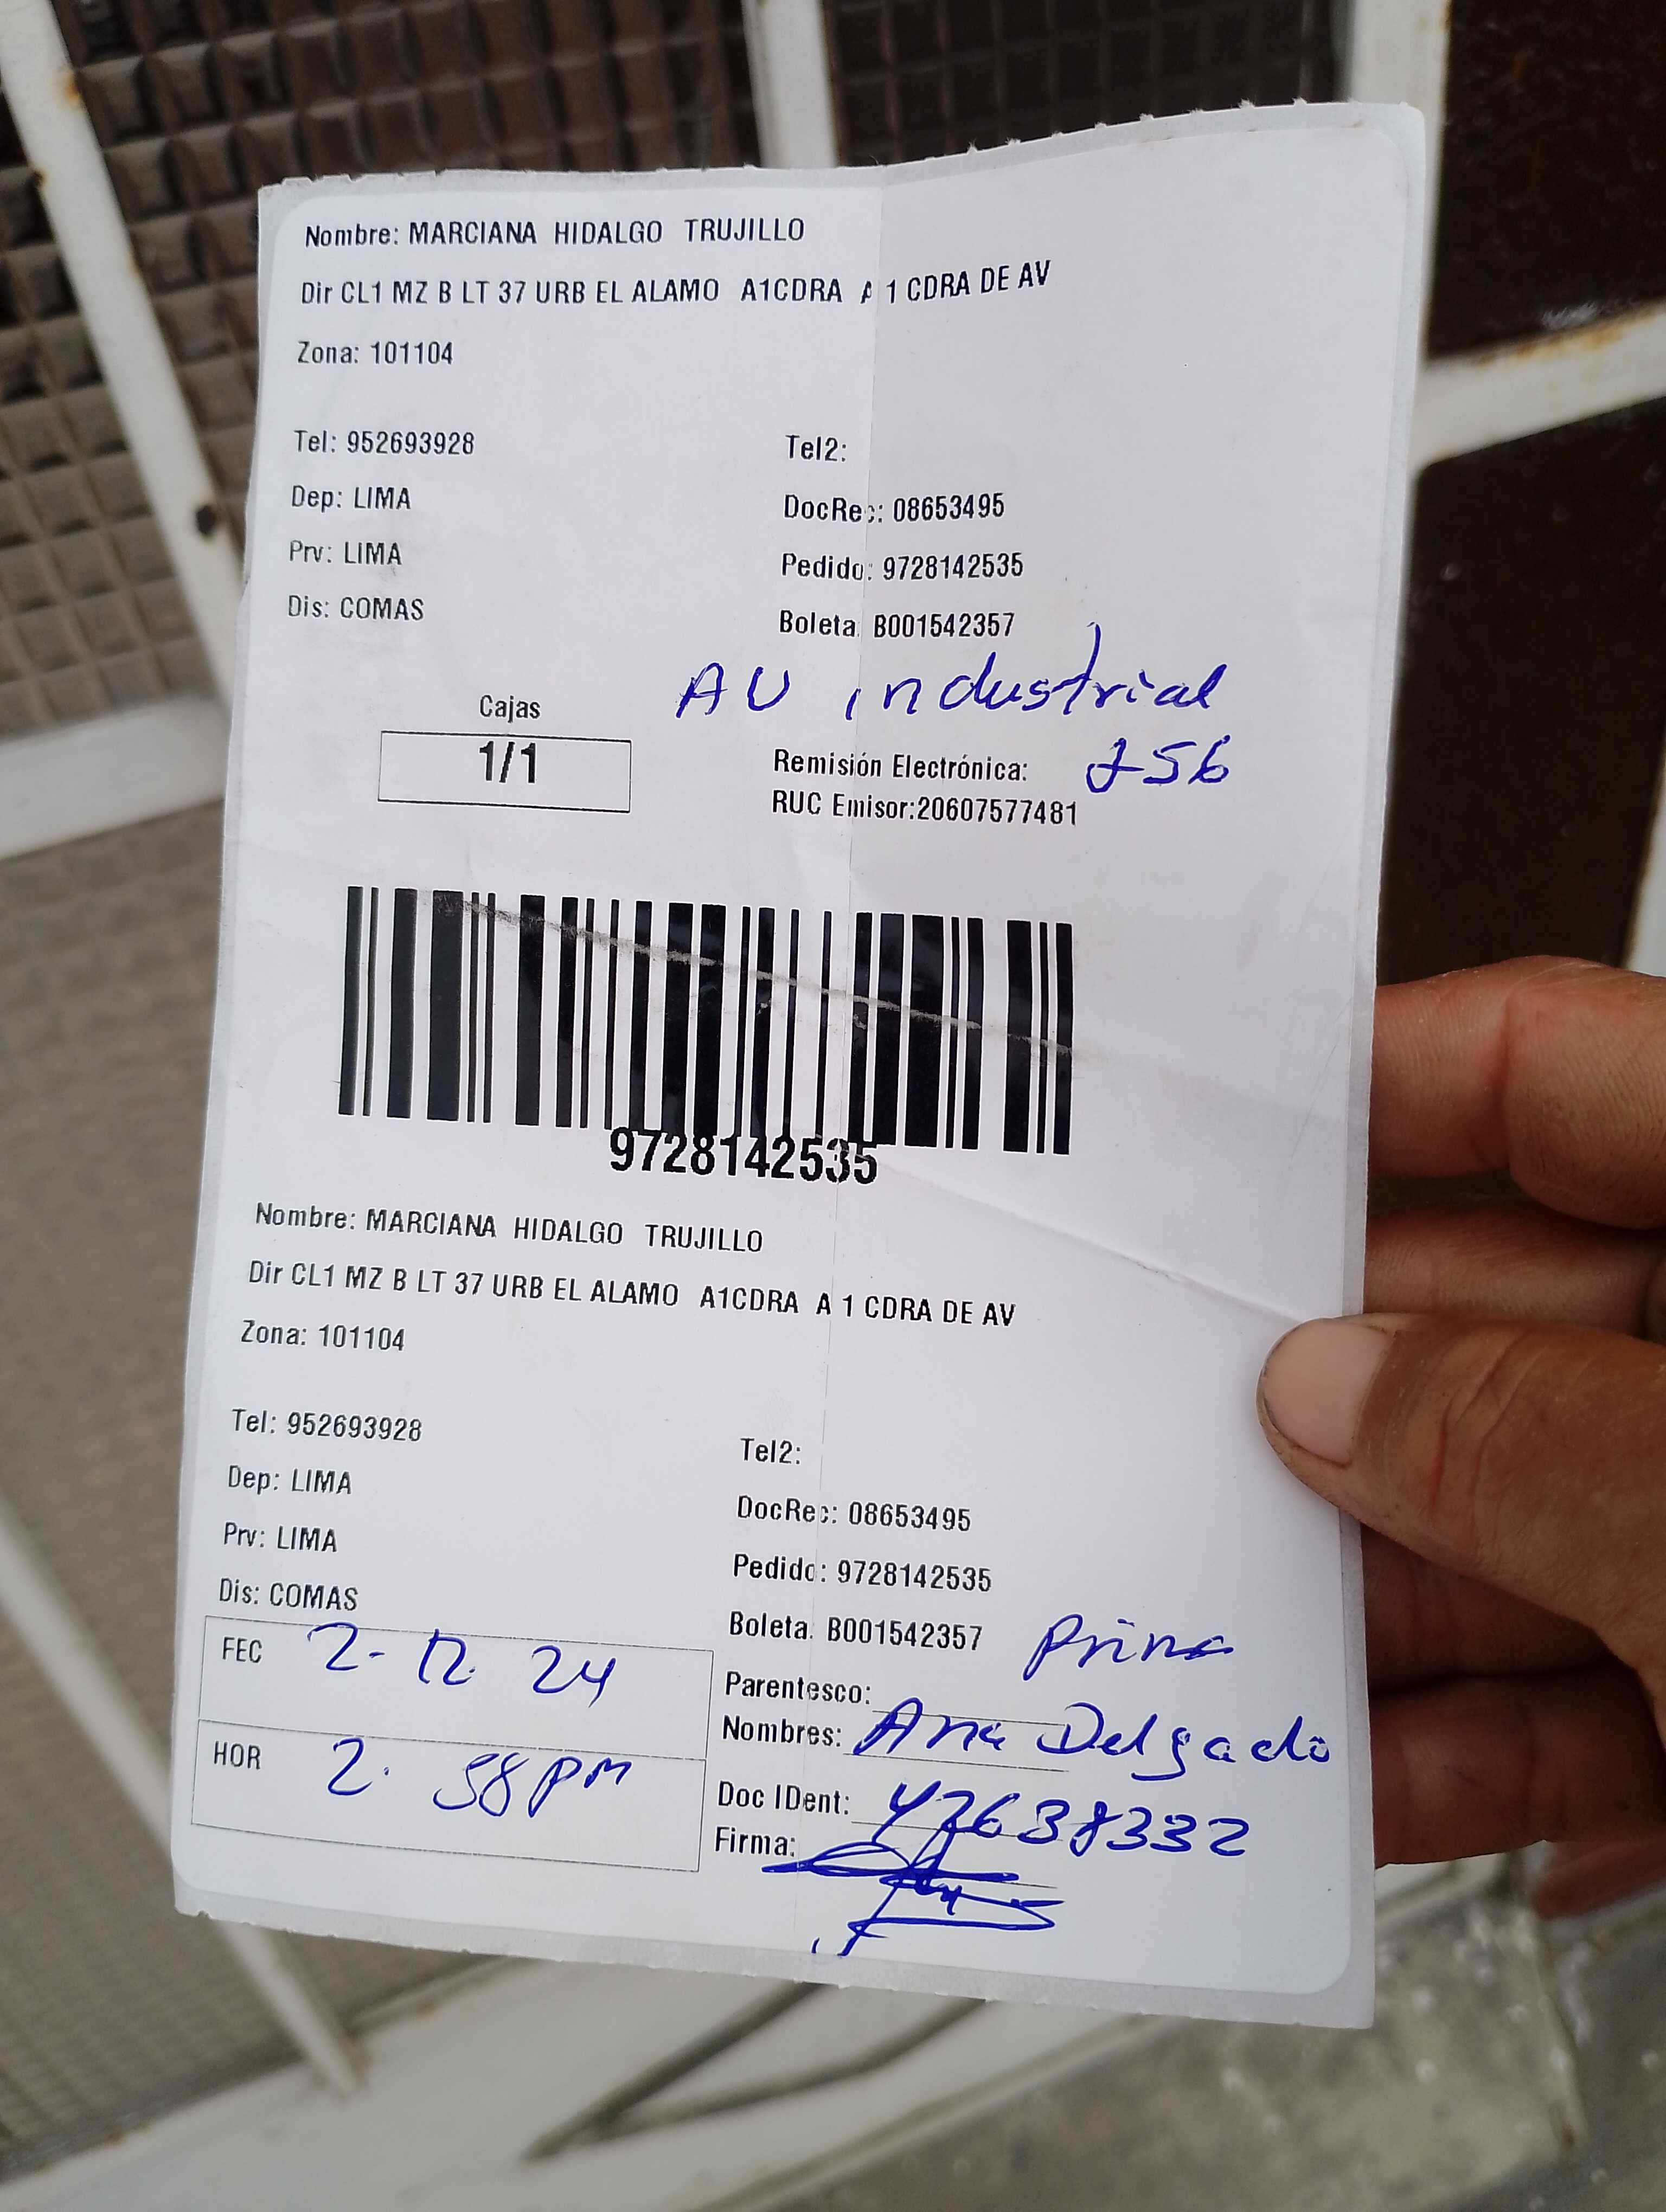 Nombre: MARCIANA HIDALGO TRUJILLO
Dir CL1 MZ B LT 37 URB EL ALAMO A1CDRA A 1 CDRA DE AV
Zona: 101104
Tel: 952693928 Tel2:
Dep: LIMA DocRec: 08653495
Prv: LIMA Pedido: 9728142535
Dis: COMAS Boleta: B001542357
AV industrial
256
Cajas
1/1
Remisión Electrónica:
RUC Emisor:20607577481
9728142535
Nombre: MARCIANA HIDALGO TRUJILLO
Dir CL1 MZ B LT 37 URB EL ALAMO A1CDRA A 1 CDRA DE AV
Zona: 101104
Tel: 952693928 Tel2:
Dep: LIMA DocRec: 08653495
Prv: LIMA Pedido: 9728142535
Dis: COMAS Boleta: B001542357
FEC 2-12 24
HOR 2. 58 PM
Parentesco: Prima
Nombres: Ana Delgado
Doc IDent: 47638332
Firma: